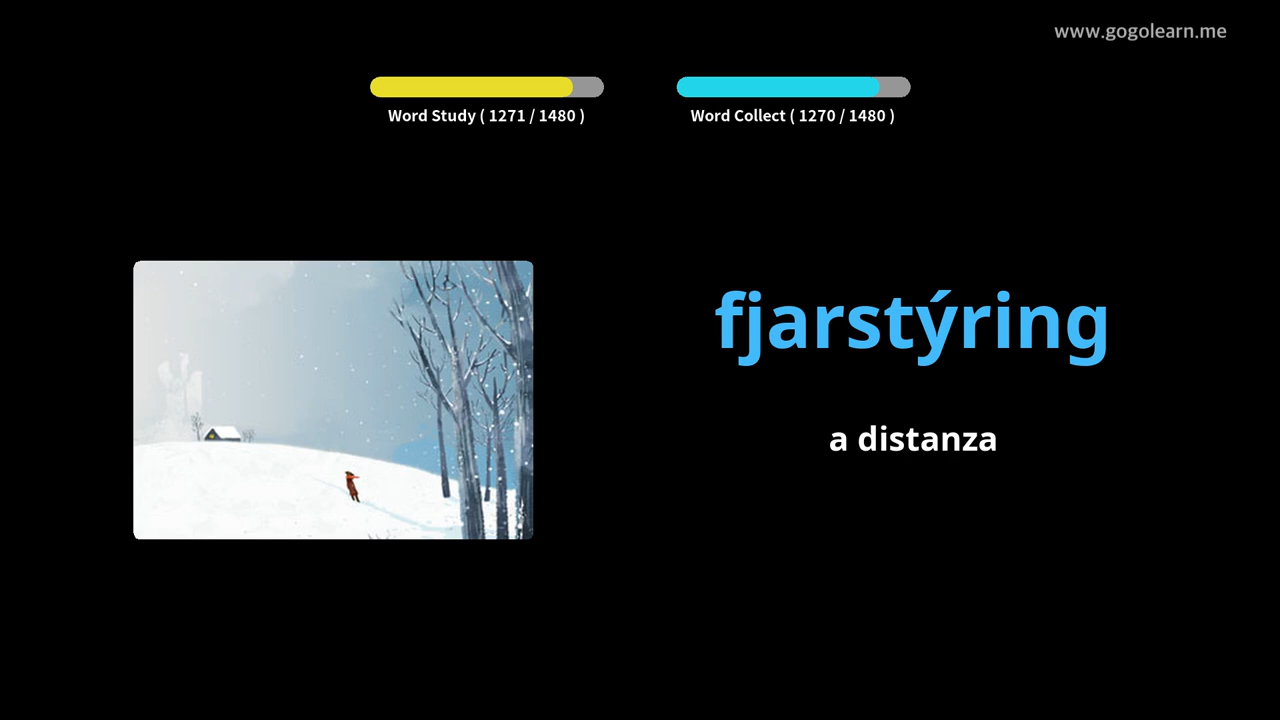 www.gogolearn.me
Word Study ( 1271 / 1480 )
Word Collect ( 1270 / 1480 )
fjarstýring
a distanza